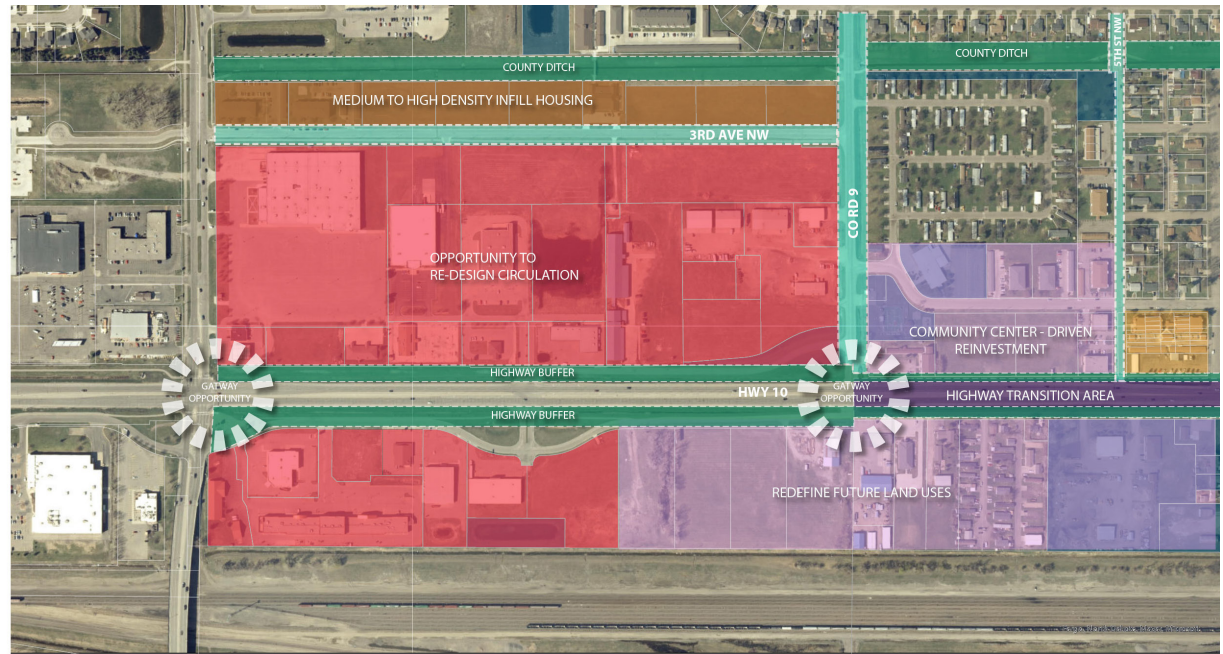 COUNTY DITCH
COUNTY DITCH
5TH ST NW
MEDIUM TO HIGH DENSITY INFILL HOUSING
3RD AVE NW
CO RD 9
OPPORTUNITY TO
RE-DESIGN CIRCULATION
COMMUNITY CENTER - DRIVEN
REINVESTMENT
HIGHWAY BUFFER
GATWAY
OPPORTUNITY
HWY 10
GATWAY
OPPORTUNITY
HIGHWAY TRANSITION AREA
HIGHWAY BUFFER
REDEFINE FUTURE LAND USES